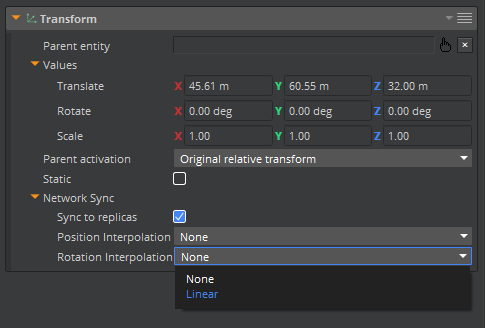 Transform
Parent entity
Values
Translate X 45.61 m Y 60.55 m Z 32.00 m
Rotate X 0.00 deg Y 0.00 deg Z 0.00 deg
Scale X 1.00 Y 1.00 Z 1.00
Parent activation Original relative transform
Static
Network Sync
Sync to replicas
Position Interpolation None
Rotation Interpolation None
None
Linear